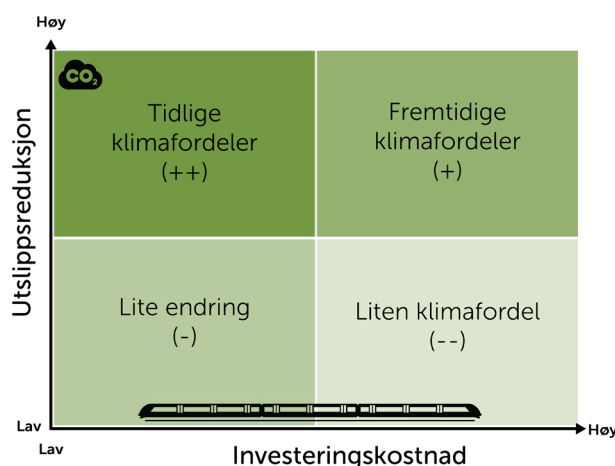 Høy
CO2
Tidlige
klimafordeler
(++)
Fremtidige
klimafordeler
(+)
Utslippsreduksjon
Lite endring
(-)
Liten klimafordel
(--)
Lav
Lav
Investeringskostnad
Høy